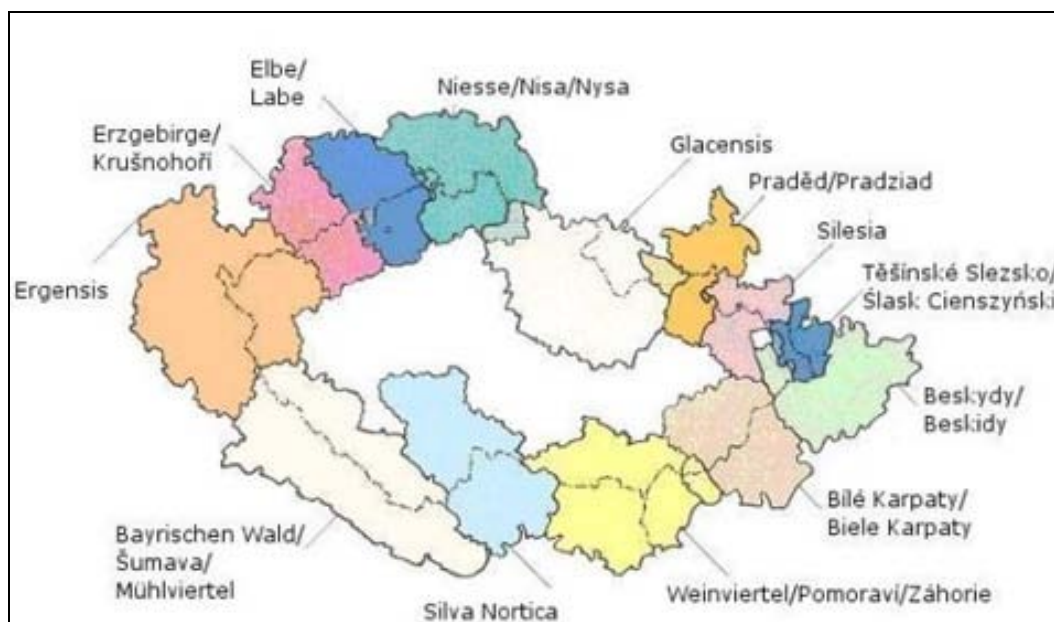 Elbe/
Labe
Niesse/Nisa/Nysa
Erzgebirge/
Krušnohoří
Glacensis
Praděd/Pradziad
Silesia
Těšínské Slezsko/
Śląsk Cienszyński
Ergensis
Beskydy/
Beskidy
Bílé Karpaty/
Biele Karpaty
Bayrischen Wald/
Šumava/
Mühlviertel
Weinviertel/Pomoraví/Záhorie
Silva Nortica